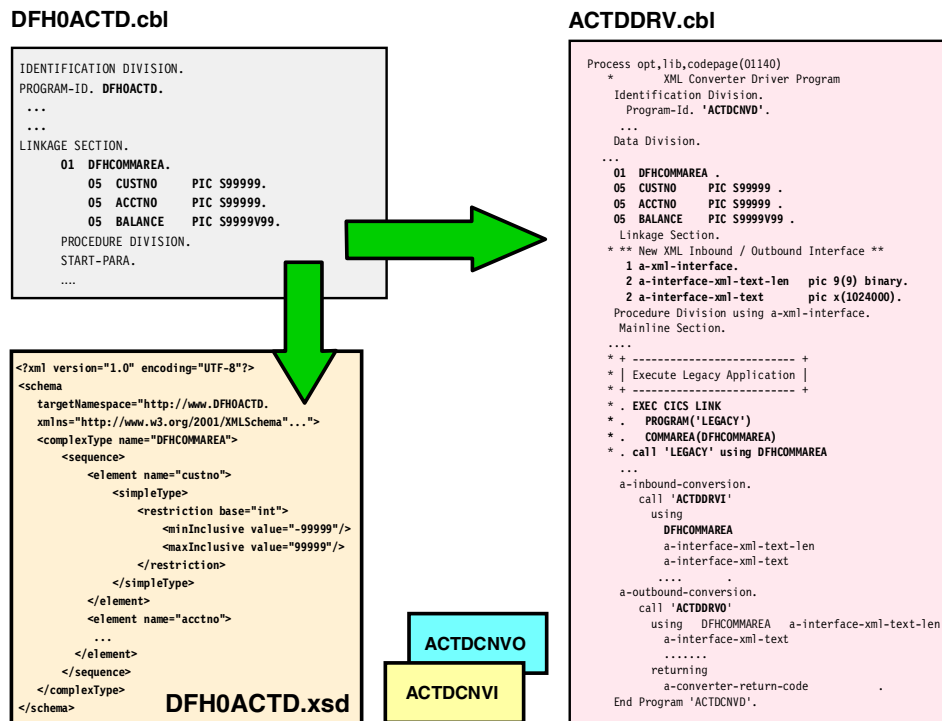 DFH0ACTD.cbl
IDENTIFICATION DIVISION.
PROGRAM-ID. DFH0ACTD.
...
...
LINKAGE SECTION.
01 DFHCOMMAREA.
05 CUSTNO PIC S99999.
05 ACCTNO PIC S99999.
05 BALANCE PIC S9999V99.
PROCEDURE DIVISION.
START-PARA.
....
<?xml version="1.0" encoding="UTF-8"?>
<schema
targetNamespace="http://www.DFH0ACTD.
xmlns="http://www.w3.org/2001/XMLSchema"...">
<complexType name="DFHCOMMAREA">
<sequence>
<element name="custno">
<simpleType>
<restriction base="int">
<minInclusive value="-99999"/>
<maxInclusive value="99999"/>
</restriction>
</simpleType>
</element>
<element name="acctno">
...
</element>
</sequence>
</complexType>
</schema>
DFH0ACTD.xsd
ACTDCNVO
ACTDCNVI
ACTDDRV.cbl
Process opt,lib,codepage(01140)
* XML Converter Driver Program
Identification Division.
Program-Id. 'ACTDCNVD'.
...
Data Division.
...
01 DFHCOMMAREA .
05 CUSTNO PIC S99999 .
05 ACCTNO PIC S99999 .
05 BALANCE PIC S9999V99 .
Linkage Section.
* ** New XML Inbound / Outbound Interface **
1 a-xml-interface.
2 a-interface-xml-text-len pic 9(9) binary.
2 a-interface-xml-text pic x(1024000).
Procedure Division using a-xml-interface.
Mainline Section.
....
* + -------------------------- +
* | Execute Legacy Application |
* + -------------------------- +
* . EXEC CICS LINK
* . PROGRAM('LEGACY')
* . COMMAREA(DFHCOMMAREA)
* . call 'LEGACY' using DFHCOMMAREA
...
a-inbound-conversion.
call 'ACTDDRVI'
using
DFHCOMMAREA
a-interface-xml-text-len
a-interface-xml-text
.... .
a-outbound-conversion.
call 'ACTDDRVO'
using DFHCOMMAREA a-interface-xml-text-len
a-interface-xml-text
.......
returning
a-converter-return-code .
End Program 'ACTDCNVD'.